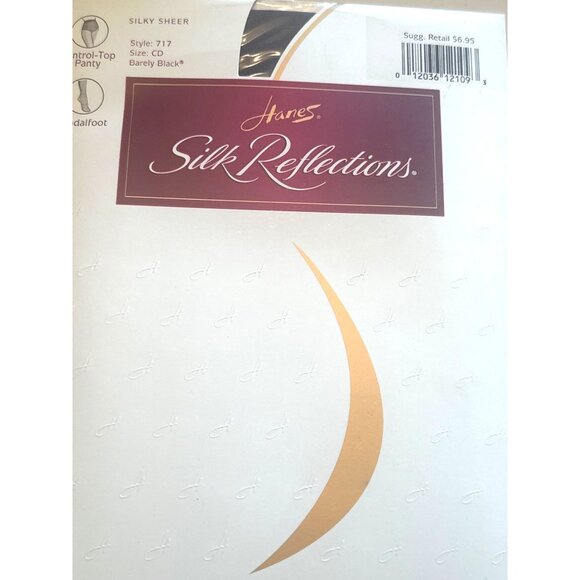 SILKY SHEER
Style: 717
Size: CD
Barely Black®
ntrol-Top
Panty
dalfoot
Sugg. Retail $6.95
0 12036 12109 3
Hanes®
Silk Reflections®